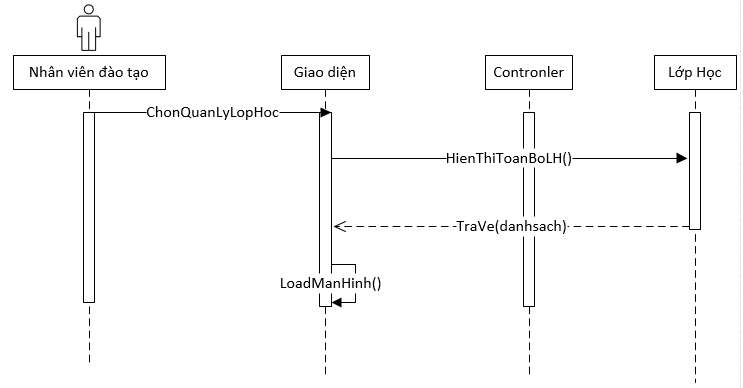 Nhân viên đào tạo
Giao diện
Contronler
Lớp Học
ChonQuanLyLopHoc
HienThiToanBoLH()
TraVe(danhsach)
LoadManHinh()